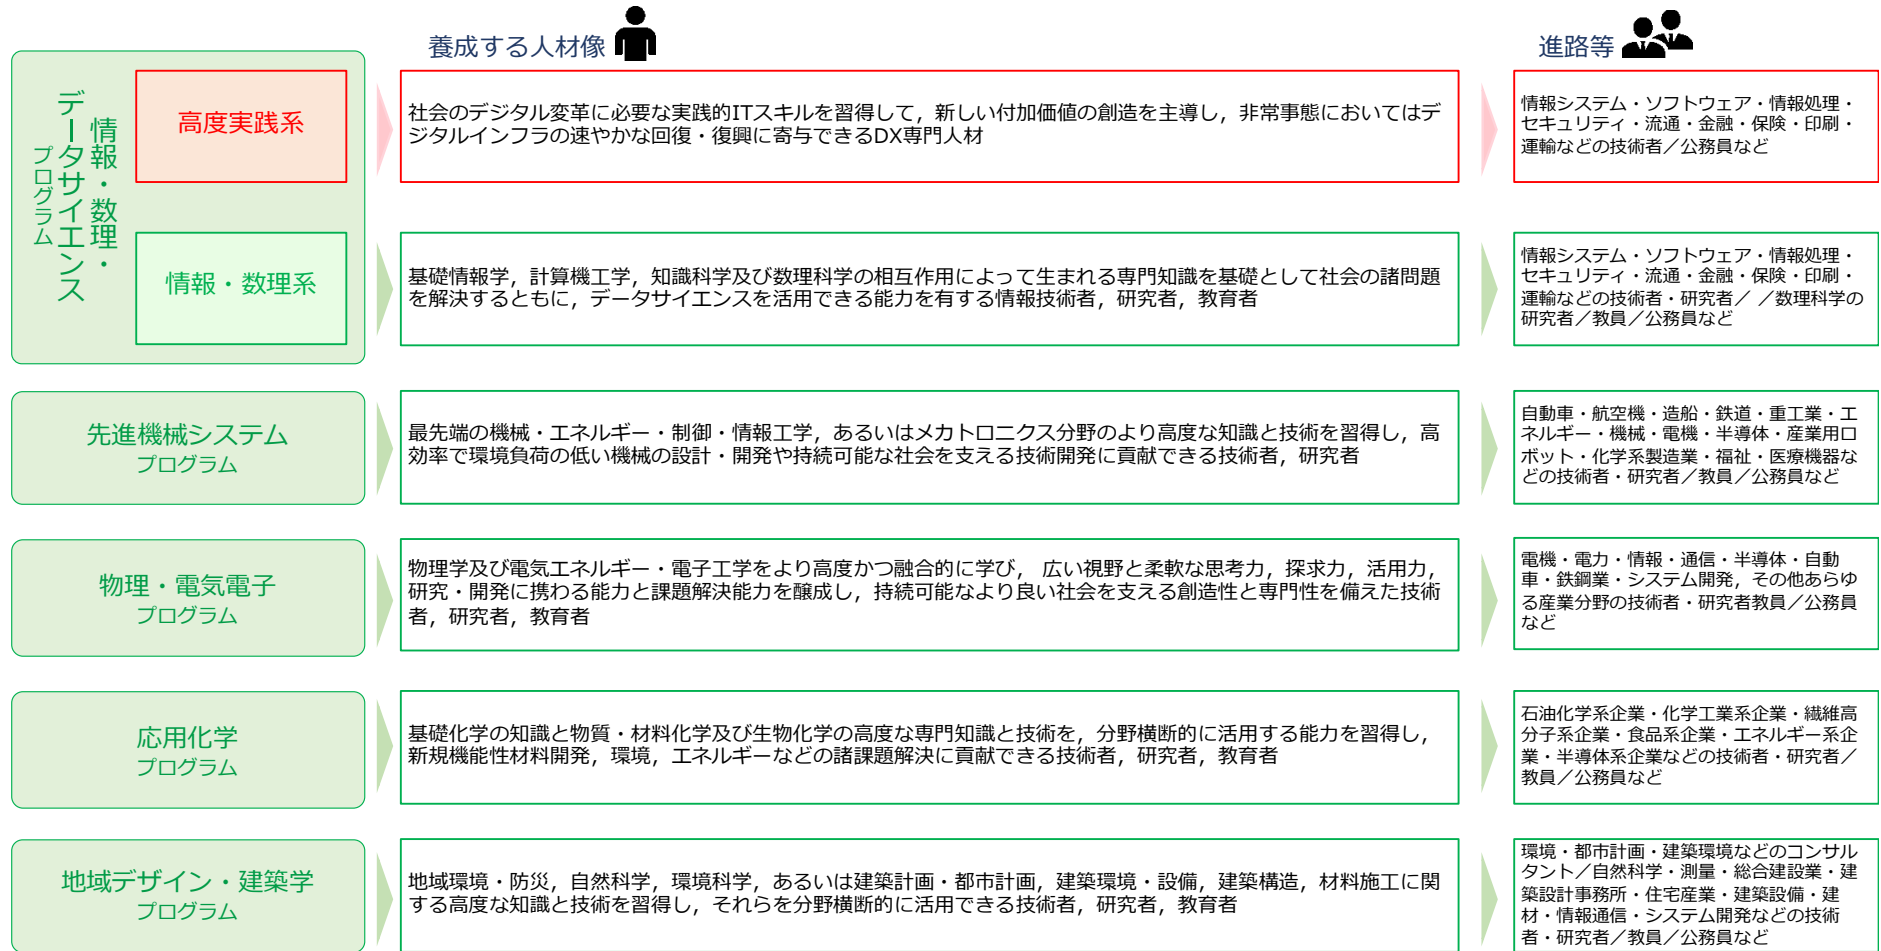 養成する人材像
進路等
情報・数理・
データサイエンス
プログラム
高度実践系
社会のデジタル変革に必要な実践的ITスキルを習得して，新しい付加価値の創造を主導し，非常事態においてはデ
ジタルインフラの速やかな回復・復興に寄与できるDX専門人材
情報システム・ソフトウェア・情報処理・
セキュリティ・流通・金融・保険・印刷・
運輸などの技術者／公務員など
情報・数理系
基礎情報学，計算機工学，知識科学及び数理科学の相互作用によって生まれる専門知識を基礎として社会の諸問題
を解決するともに，データサイエンスを活用できる能力を有する情報技術者，研究者，教育者
情報システム・ソフトウェア・情報処理・
セキュリティ・流通・金融・保険・印刷・
運輸などの技術者・研究者／ ／数理科学の
研究者／教員／公務員など
先進機械システム
プログラム
最先端の機械・エネルギー・制御・情報工学，あるいはメカトロニクス分野のより高度な知識と技術を習得し，高
効率で環境負荷の低い機械の設計・開発や持続可能な社会を支える技術開発に貢献できる技術者，研究者
自動車・航空機・造船・鉄道・重工業・エ
ネルギー・機械・電機・半導体・産業用ロ
ボット・化学系製造業・福祉・医療機器な
どの技術者・研究者／教員／公務員など
物理・電気電子
プログラム
物理学及び電気エネルギー・電子工学をより高度かつ融合的に学び， 広い視野と柔軟な思考力，探求力，活用力，
研究・開発に携わる能力と課題解決能力を醸成し，持続可能なより良い社会を支える創造性と専門性を備えた技術
者，研究者，教育者
電機・電力・情報・通信・半導体・自動
車・鉄鋼業・システム開発，その他あらゆ
る産業分野の技術者・研究者教員／公務員
など
応用化学
プログラム
基礎化学の知識と物質・材料化学及び生物化学の高度な専門知識と技術を，分野横断的に活用する能力を習得し，
新規機能性材料開発，環境，エネルギーなどの諸課題解決に貢献できる技術者，研究者，教育者
石油化学系企業・化学工業系企業・繊維高
分子系企業・食品系企業・エネルギー系企
業・半導体系企業などの技術者・研究者／
教員／公務員など
地域デザイン・建築学
プログラム
地域環境・防災，自然科学，環境科学，あるいは建築計画・都市計画，建築環境・設備，建築構造，材料施工に関
する高度な知識と技術を習得し，それらを分野横断的に活用できる技術者，研究者，教育者
環境・都市計画・建築環境などのコンサル
タント／自然科学・測量・総合建設業・建
築設計事務所・住宅産業・建築設備・建
材・情報通信・システム開発などの技術
者・研究者／教員／公務員など